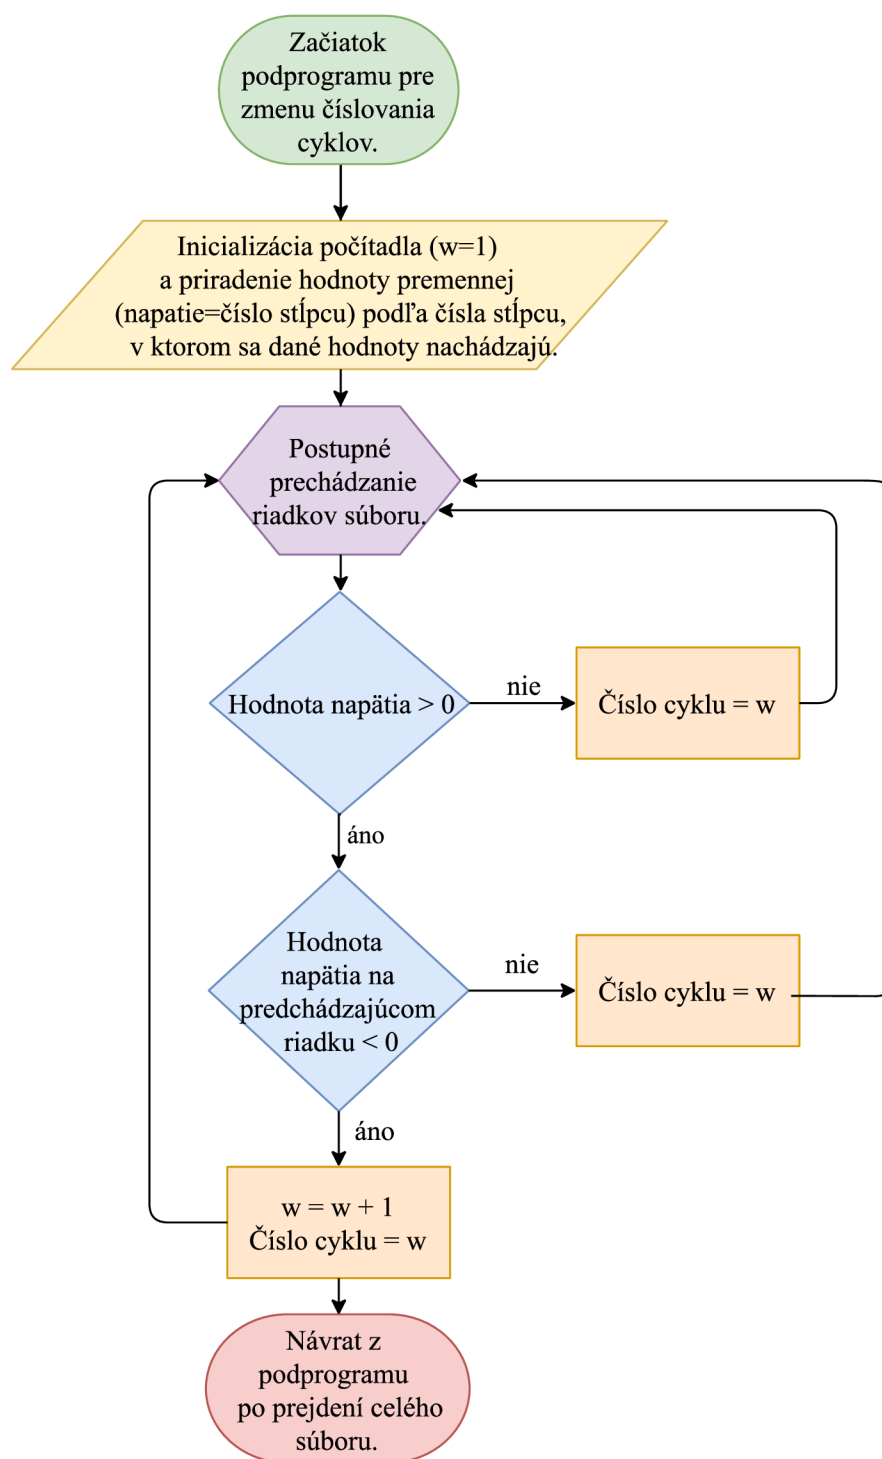 Začiatok
podprogramu pre
zmenu číslovania
cyklov.
Inicializácia počítadla (w=1)
a priradenie hodnoty premennej
(napatie=číslo stĺpcu) podľa čísla stĺpcu,
v ktorom sa dané hodnoty nachádzajú.
Postupné
prechádzanie
riadkov súboru.
Hodnota napätia > 0
nie
Číslo cyklu = w
áno
Hodnota
napätia na
predchádzajúcom
riadku < 0
nie
Číslo cyklu = w
áno
w = w + 1
Číslo cyklu = w
Návrat z
podprogramu
po prejdení celého
súboru.